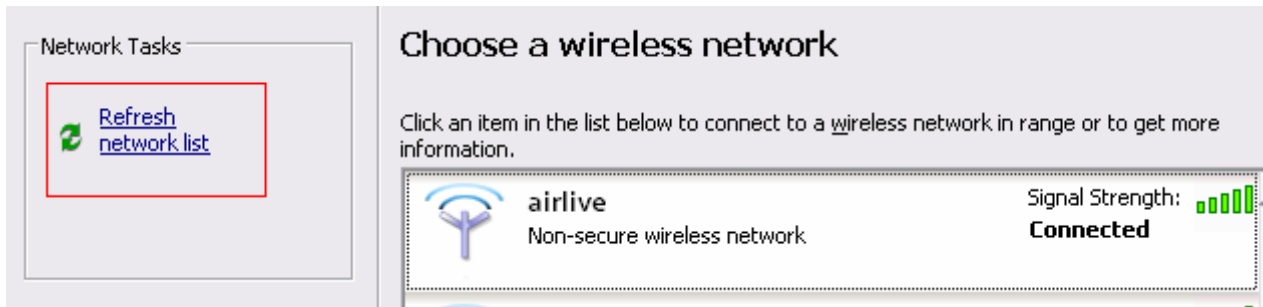 Network Tasks
Refresh
network list
Choose a wireless network
Click an item in the list below to connect to a wireless network in range or to get more
information.
airlive
Signal Strength:
Non-secure wireless network
Connected